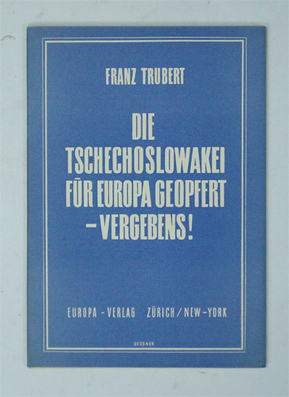 FRANZ TRUBERT
DIE
TSCHECHOSLOWAKEI
FÜR EUROPA GEOPFERT
–VERGEBENS!
EUROPA - VERLAG ZÜRICH/NEW-YORK